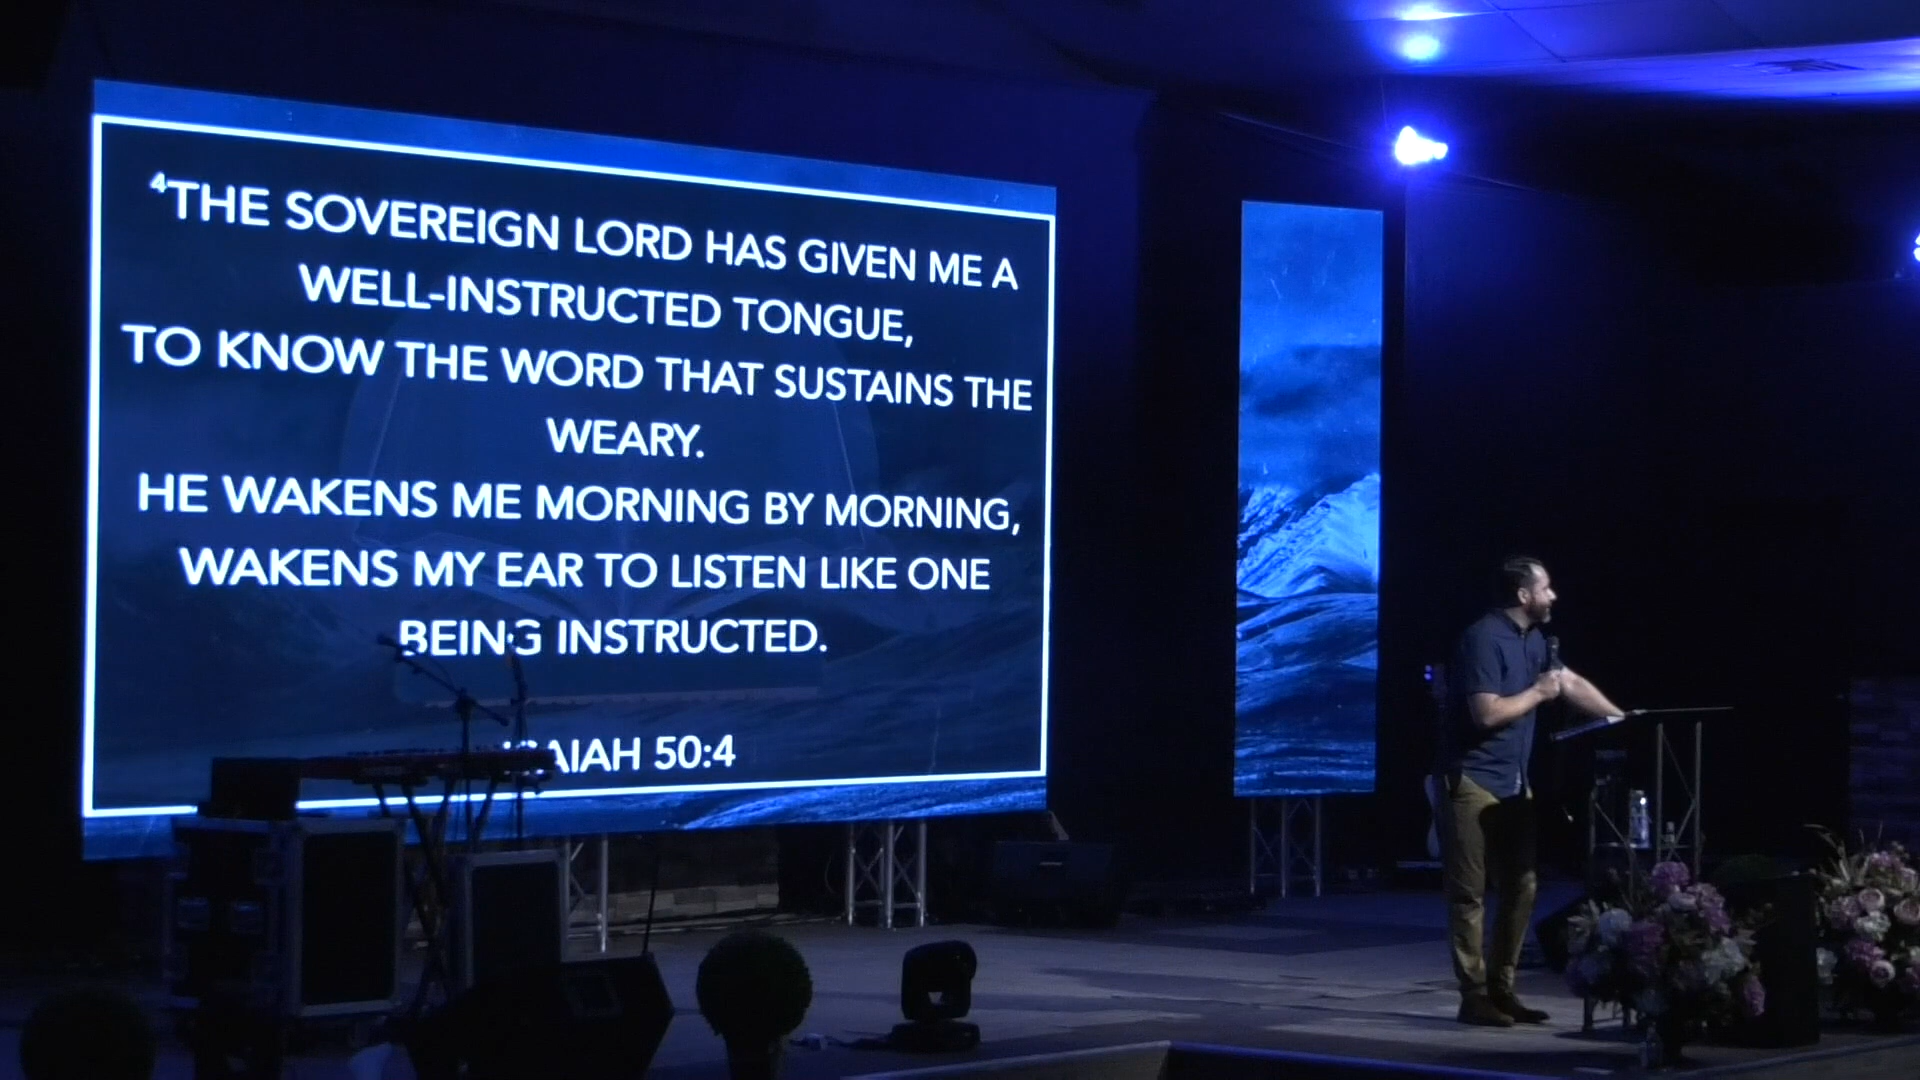 ⁴THE SOVEREIGN LORD HAS GIVEN ME A
WELL-INSTRUCTED TONGUE,
TO KNOW THE WORD THAT SUSTAINS THE
WEARY.
HE WAKENS ME MORNING BY MORNING,
WAKENS MY EAR TO LISTEN LIKE ONE
BEING INSTRUCTED.
ISAIAH 50:4